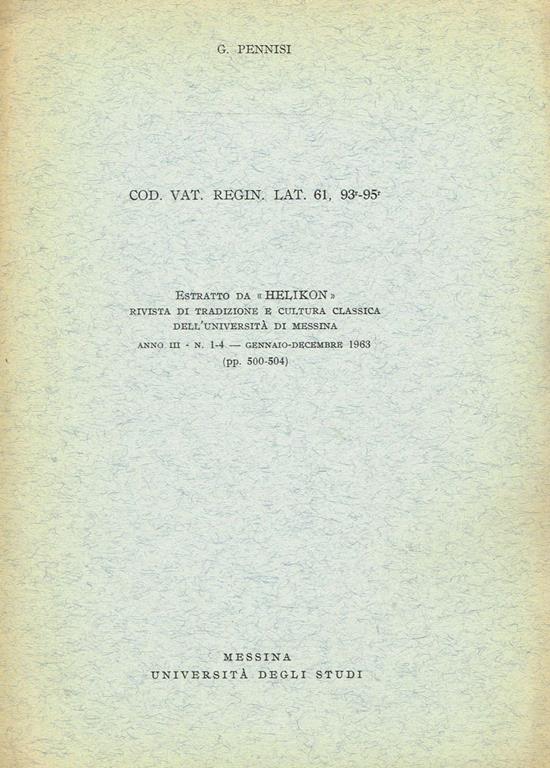 G. PENNISI
COD. VAT. REGIN. LAT. 61, 93r-95r
ESTRATTO DA « HELIKON »
RIVISTA DI TRADIZIONE E CULTURA CLASSICA
DELL'UNIVERSITÀ DI MESSINA
ANNO III - N. 1-4 — GENNAIO-DECEMBRE 1963
(pp. 500-504)
MESSINA
UNIVERSITÀ DEGLI STUDI